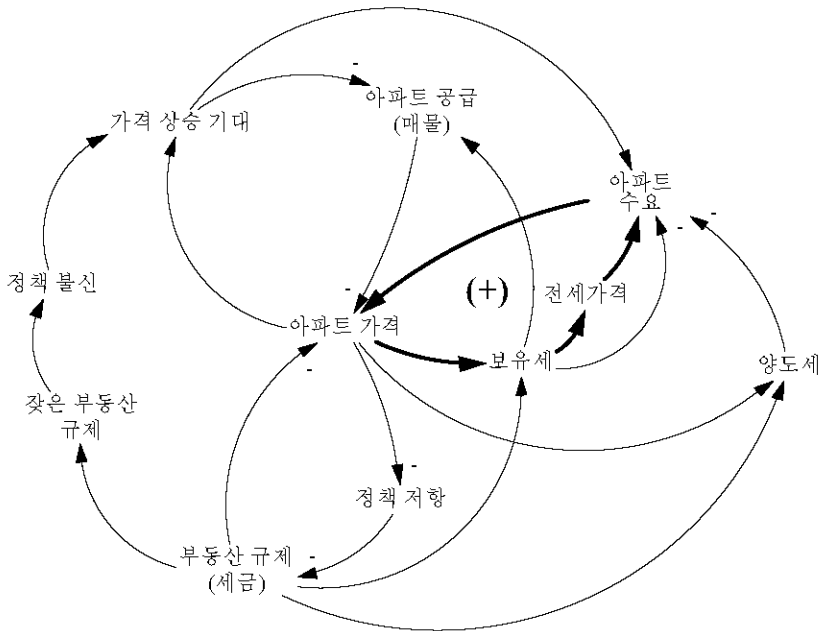 가격 상승 기대
-
아파트 공급
(매물)
아파트
수요
-
-
정책 불신
-
(+)
전세가격
아파트 가격
보유세
양도세
-
잦은 부동산
규제
-
정책 저항
부동산 규제
(세금)
-